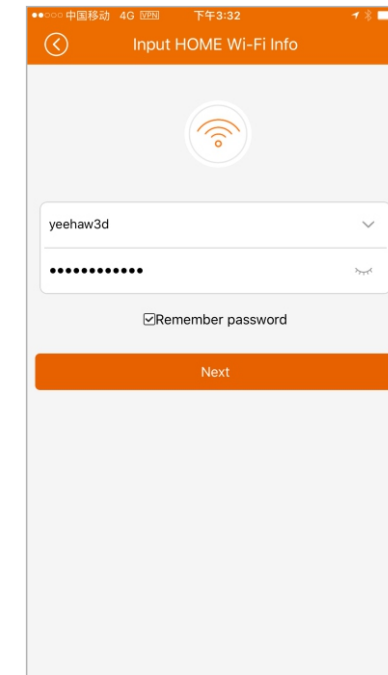 中国移动 4G VPN 下午3:32
Input HOME Wi-Fi Info
yeehaw3d
••••••••••••
Remember password
Next